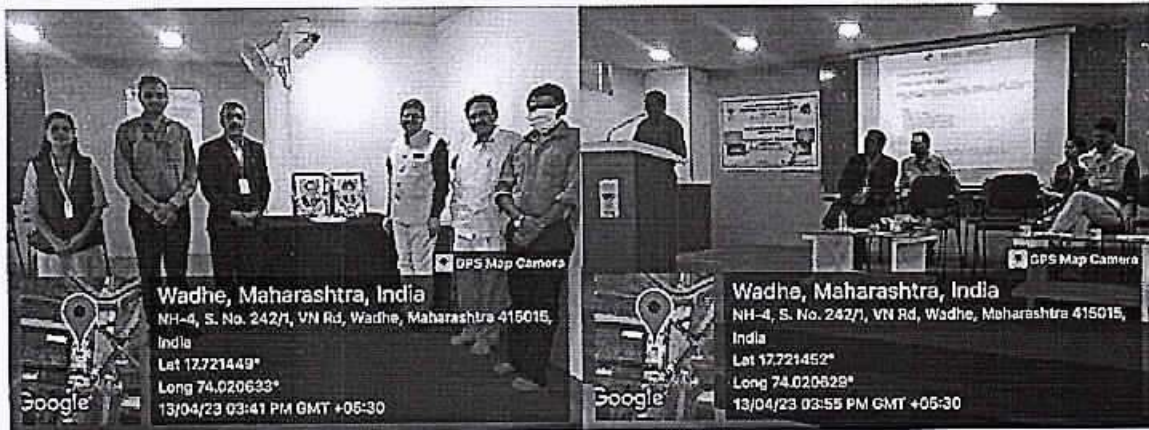 GPS Map Camera
Wadhe, Maharashtra, India
NH-4, S. No. 242/1, VN Rd, Wadhe, Maharashtra 415015,
India
Lat 17.721449°
Long 74.020633°
13/04/23 03:41 PM GMT +05:30
Google
GPS Map Camera
Wadhe, Maharashtra, India
NH-4, S. No. 242/1, VN Rd, Wadhe, Maharashtra 415015,
India
Lat 17.721452°
Long 74.020629°
13/04/23 03:55 PM GMT +05:30
Google